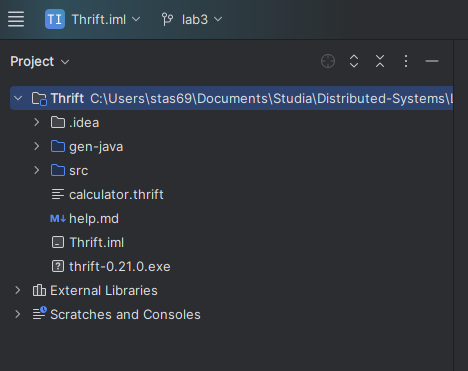 TI Thrift.iml lab3
Project
Thrift C:\Users\stas69\Documents\Studia\Distributed-Systems\L
.idea
gen-java
src
calculator.thrift
M↓ help.md
Thrift.iml
? thrift-0.21.0.exe
External Libraries
Scratches and Consoles